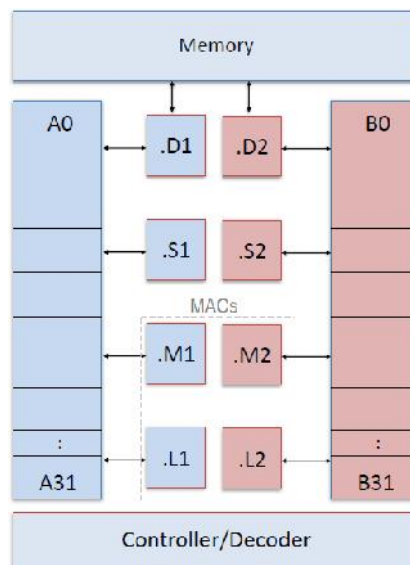 Memory
A0
.D1
.D2
B0
.S1
.S2
MACs
.M1
.M2
:
.L1
.L2
:
A31
B31
Controller/Decoder